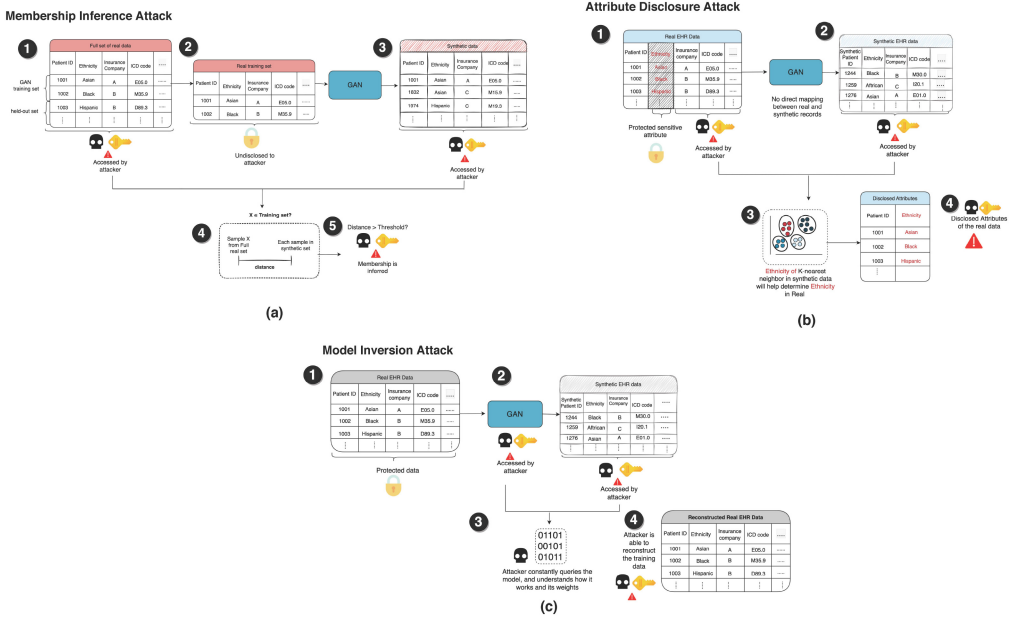 Membership Inference Attack
1
Full set of real data
Patient ID Ethnicity Insurance Company ICD code ....
1001 Asian A E05.0 ....
1002 Black B M35.9 ....
1003 Hispanic B D89.3 ....
GAN training set
held-out set
Accessed by attacker
2
Real training set
Patient ID Ethnicity Insurance Company ICD code ....
1001 Asian A E05.0 ....
1002 Black B M35.9 ....
Undisclosed to attacker
GAN
3
Synthetic data
Patient ID Ethnicity Insurance Company ICD code ....
1001 Asian A E05.0 ....
1032 Asian C M15.9 ....
1074 Hispanic C M19.0 ....
Accessed by attacker
X ∈ Training set?
4
Sample X from Full real set
Each sample in synthetic set
distance
5
Distance > Threshold?
Membership is inferred
(a)
Attribute Disclosure Attack
1
Real EHR Data
Patient ID Ethnicity Insurance company ICD code .....
1001 Asian A E05.0 .....
1002 Black B M35.9 .....
1003 Hispanic B D89.3 .....
Protected sensitive attribute
Accessed by attacker
GAN
No direct mapping between real and synthetic records
2
Synthetic EHR data
Synthetic Patient ID Ethnicity Insurance Company ICD code .....
1244 Black B M30.0 ....
1259 Aftrican C I20.1 ....
1276 Asian A E01.0 ....
Accessed by attacker
3
Ethnicity of K-nearest
neighbor in synthetic data
will help determine Ethnicity
in Real
Disclosed Attributes
Patient ID Ethnicity
1001 Asian
1002 Black
1003 Hispanic
4
Disclosed Attributes
of the real data
(b)
Model Inversion Attack
1
Real EHR Data
Patient ID Ethnicity Insurance company ICD code .....
1001 Asian A E05.0 ....
1002 Black B M35.9 ....
1003 Hispanic B D89.3 ....
Protected data
2
GAN
Accessed by attacker
Synthetic EHR data
Synthetic Patient ID Ethnicity Insurance Company ICD code .....
1244 Black B M30.0 ....
1259 Aftrican C I20.1 ....
1276 Asian A E01.0 ....
Accessed by attacker
3
01101
00101
01011
Attacker constantly queries the
model, and understands how it
works and its weights
4
Attacker is
able to
reconstruct
the training
data
Reconstructed Real EHR Data
Patient ID Ethnicity Insurance company ICD code .....
1001 Asian A E05.0 .....
1002 Black B M35.9 .....
1003 Hispanic B D89.3 .....
(c)